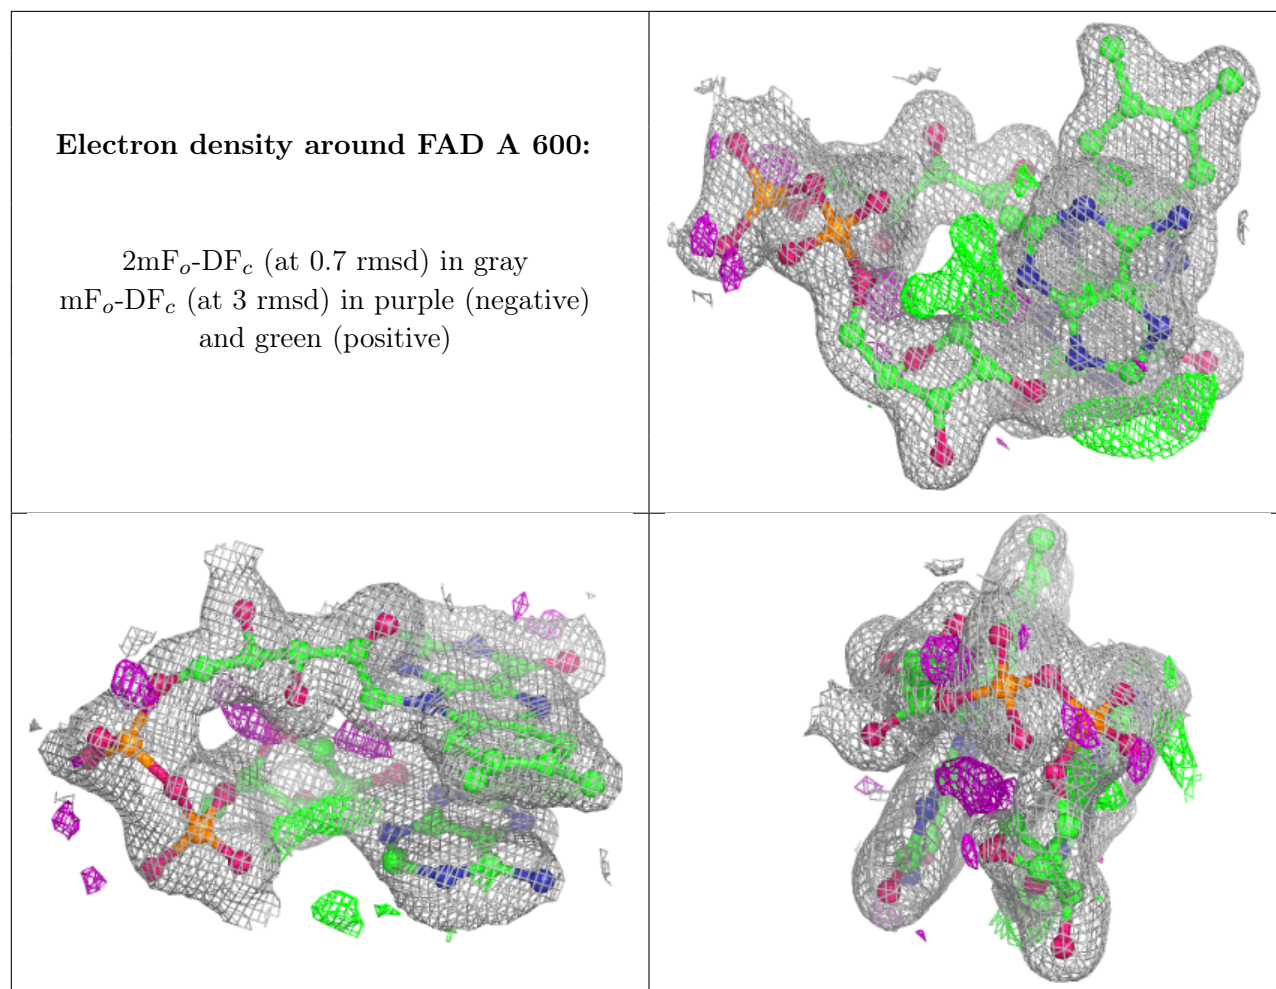 Electron density around FAD A 600:
2mFo-DFc (at 0.7 rmsd) in gray
mFo-DFc (at 3 rmsd) in purple (negative)
and green (positive)